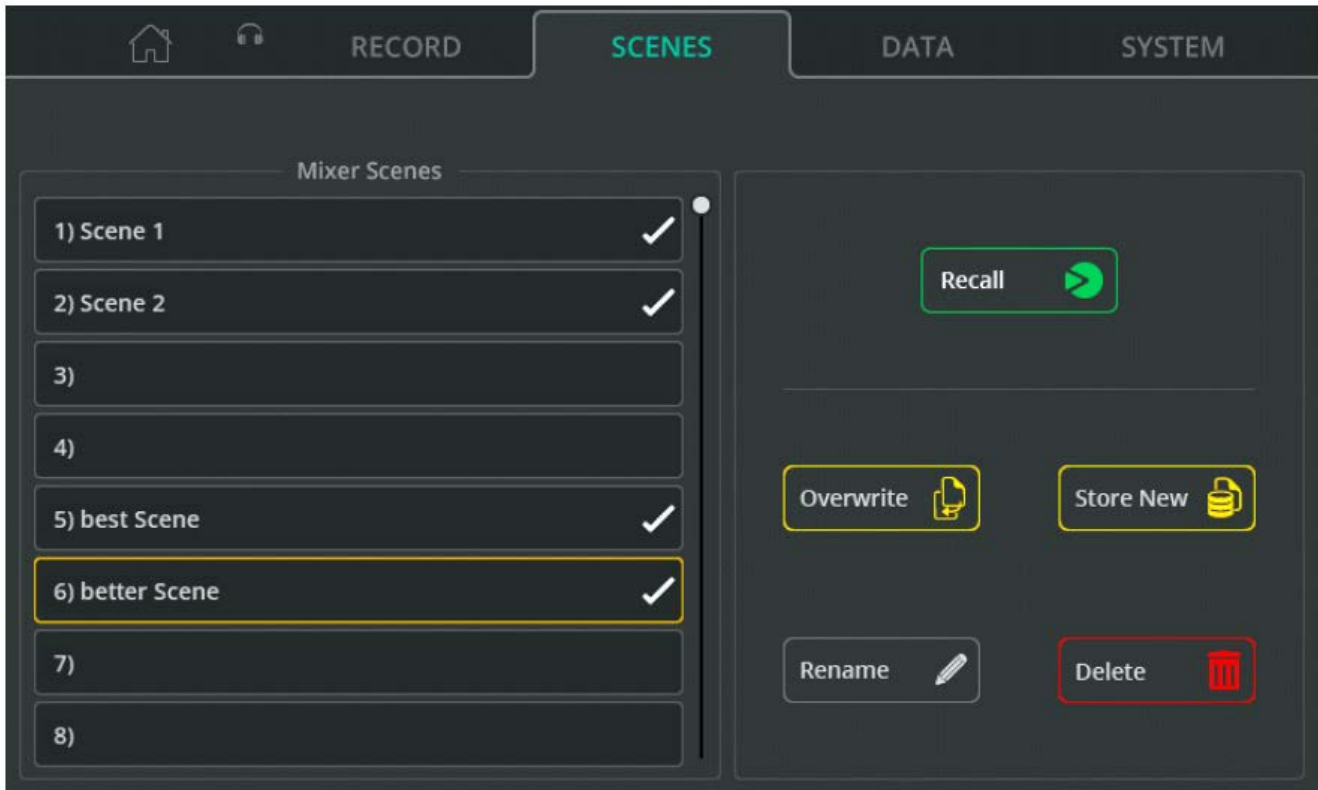 RECORD
SCENES
DATA
SYSTEM
Mixer Scenes
1) Scene 1
2) Scene 2
3)
4)
5) best Scene
6) better Scene
7)
8)
Recall
Overwrite
Store New
Rename
Delete